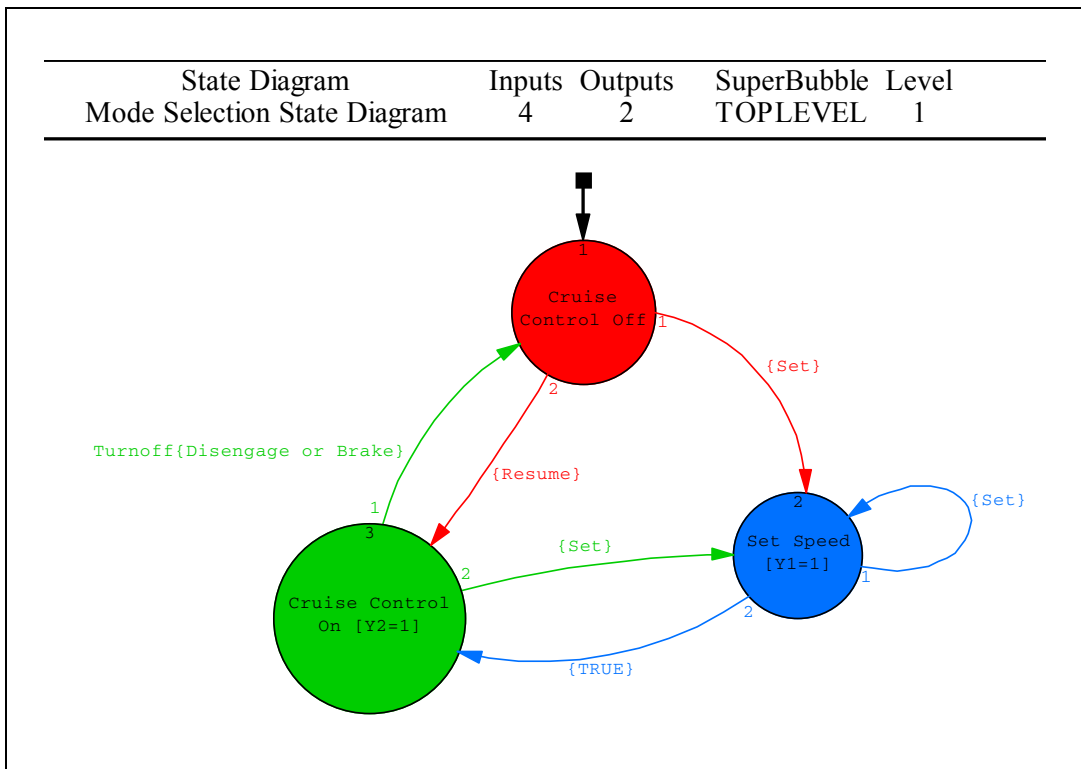 State Diagram Inputs Outputs SuperBubble Level
Mode Selection State Diagram 4 2 TOPLEVEL 1
1
Cruise
Control Off
1
2
{Set}
Turnoff{Disengage or Brake}
{Resume}
1
3
2
{Set}
2
Set Speed
[Y1=1]
{Set}
1
2
Cruise Control
On [Y2=1]
{TRUE}